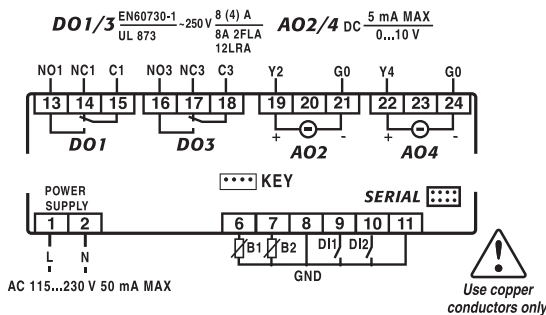 DO1/3 EN60730-1 ~250 V 8 (4) A AO2/4 DC 5 mA MAX
UL 873 8A 2FLA 0...10 V
12LRA
NO1 NC1 C1 NO3 NC3 C3 Y2 G0 Y4 G0
13 14 15 16 17 18 19 20 21 22 23 24
+ - + -
DO1 DO3 AO2 AO4
KEY
POWER SERIAL
SUPPLY
1 2 6 7 8 9 10 11
B1 B2 DI1 DI2
L N GND
AC 115...230 V 50 mA MAX
!
Use copper
conductors only